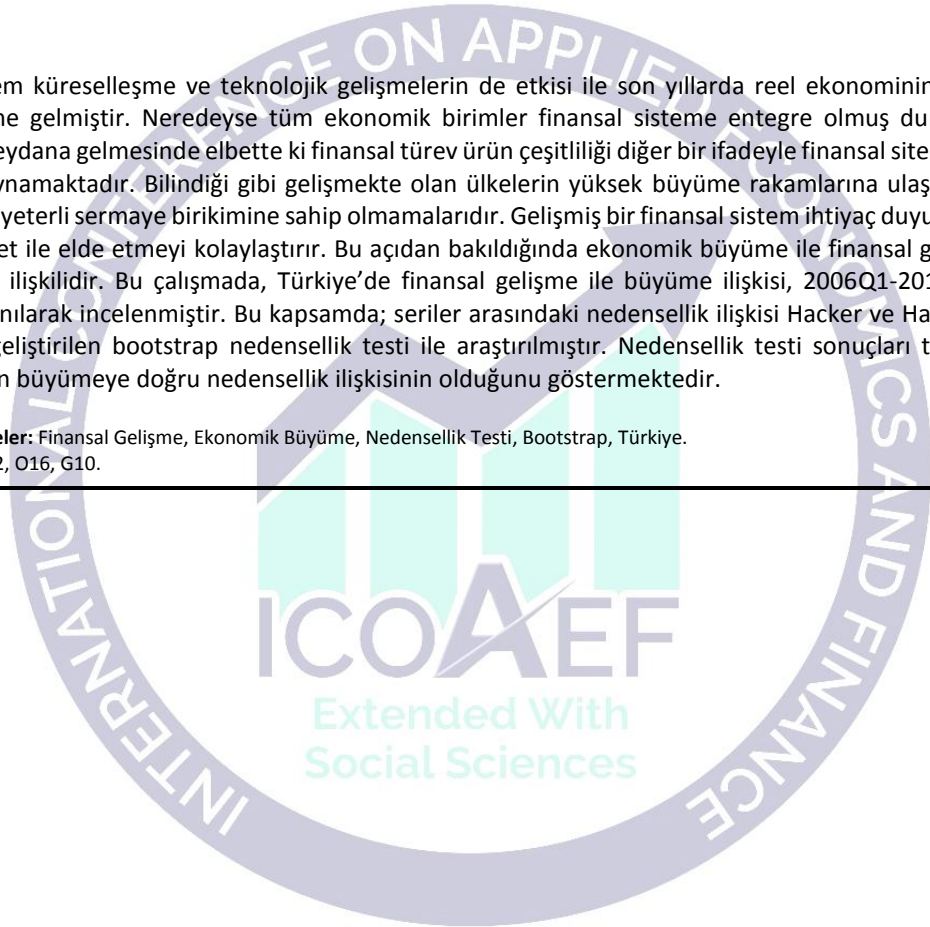 em küreselleşme ve teknolojik gelişmelerin de etkisi ile son yıllarda reel ekonominin
ne gelmiştir. Neredeyse tüm ekonomik birimler finansal sisteme entegre olmuş du
eydana gelmesinde elbette ki finansal türev ürün çeşitliliği diğer bir ifadeyle finansal site
ynamaktadır. Bilindiği gibi gelişmekte olan ülkelerin yüksek büyüme rakamlarına ulaş
yeterli sermaye birikimine sahip olmamalarıdır. Gelişmiş bir finansal sistem ihtiyaç duyu
et ile elde etmeyi kolaylaştırır. Bu açıdan bakıldığında ekonomik büyüme ile finansal g
ilişkilidir. Bu çalışmada, Türkiye’de finansal gelişme ile büyüme ilişkisi, 2006Q1-201
nılarak incelenmiştir. Bu kapsamda; seriler arasındaki nedensellik ilişkisi Hacker ve Ha
geliştirilen bootstrap nedensellik testi ile araştırılmıştır. Nedensellik testi sonuçları t
n büyümeye doğru nedensellik ilişkisinin olduğunu göstermektedir.
eler: Finansal Gelişme, Ekonomik Büyüme, Nedensellik Testi, Bootstrap, Türkiye.
2, O16, G10.
INTERNATIONAL CONFERENCE ON APPLIED ECONOMICS AND FINANCE
ICOAEF
Extended With
Social Sciences